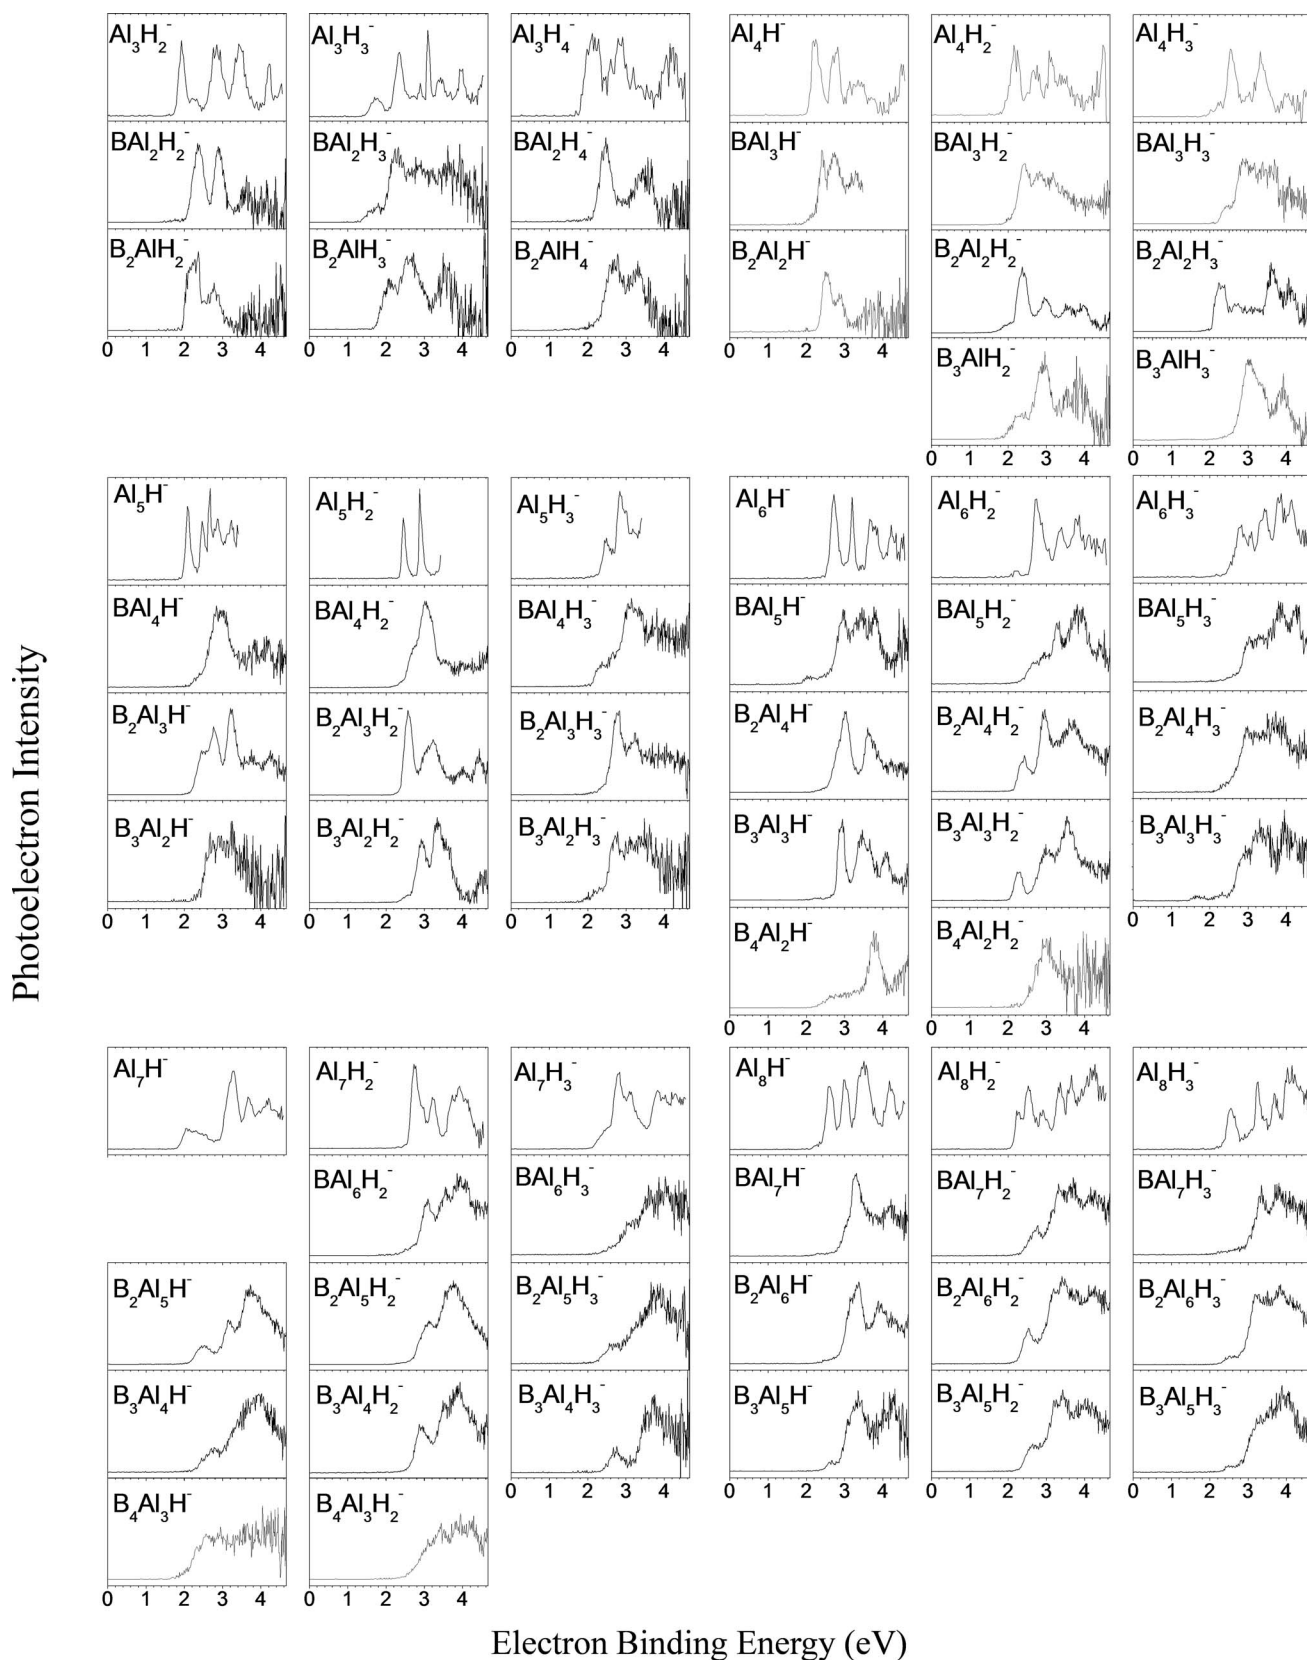 Al₃H₂⁻ Al₃H₃⁻ Al₃H₄⁻ Al₄H⁻ Al₄H₂⁻ Al₄H₃⁻
BAl₂H₂⁻ BAl₂H₃⁻ BAl₂H₄⁻ BAl₃H⁻ BAl₃H₂⁻ BAl₃H₃⁻
B₂AlH₂⁻ B₂AlH₃⁻ B₂AlH₄⁻ B₂Al₂H⁻ B₂Al₂H₂⁻ B₂Al₂H₃⁻
0 1 2 3 4 0 1 2 3 4 0 1 2 3 4 0 1 2 3 4
B₃AlH₂⁻ B₃AlH₃⁻
0 1 2 3 4 0 1 2 3 4
Al₅H⁻ Al₅H₂⁻ Al₅H₃⁻ Al₆H⁻ Al₆H₂⁻ Al₆H₃⁻
BAl₄H⁻ BAl₄H₂⁻ BAl₄H₃⁻ BAl₅H⁻ BAl₅H₂⁻ BAl₅H₃⁻
B₂Al₃H⁻ B₂Al₃H₂⁻ B₂Al₃H₃⁻ B₂Al₄H⁻ B₂Al₄H₂⁻ B₂Al₄H₃⁻
B₃Al₂H⁻ B₃Al₂H₂⁻ B₃Al₂H₃⁻ B₃Al₃H⁻ B₃Al₃H₂⁻ B₃Al₃H₃⁻
0 1 2 3 4 0 1 2 3 4 0 1 2 3 4 0 1 2 3 4
B₄Al₂H⁻ B₄Al₂H₂⁻
0 1 2 3 4 0 1 2 3 4
Al₇H⁻ Al₇H₂⁻ Al₇H₃⁻ Al₈H⁻ Al₈H₂⁻ Al₈H₃⁻
BAl₆H₂⁻ BAl₆H₃⁻ BAl₇H⁻ BAl₇H₂⁻ BAl₇H₃⁻
B₂Al₅H⁻ B₂Al₅H₂⁻ B₂Al₅H₃⁻ B₂Al₆H⁻ B₂Al₆H₂⁻ B₂Al₆H₃⁻
B₃Al₄H⁻ B₃Al₄H₂⁻ B₃Al₄H₃⁻ B₃Al₅H⁻ B₃Al₅H₂⁻ B₃Al₅H₃⁻
0 1 2 3 4 0 1 2 3 4 0 1 2 3 4 0 1 2 3 4
B₄Al₃H⁻ B₄Al₃H₂⁻
0 1 2 3 4 0 1 2 3 4
Photoelectron Intensity
Electron Binding Energy (eV)